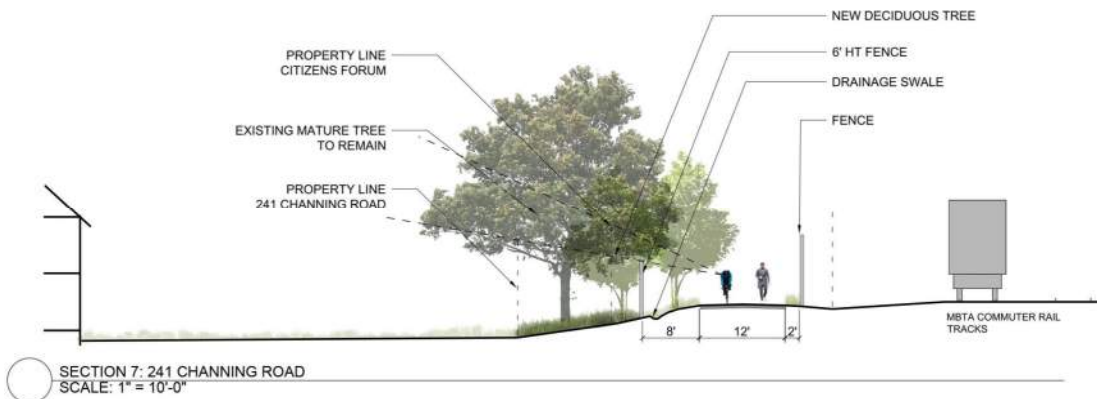 NEW DECIDUOUS TREE
PROPERTY LINE
CITIZENS FORUM
6' HT FENCE
DRAINAGE SWALE
EXISTING MATURE TREE
TO REMAIN
FENCE
PROPERTY LINE
241 CHANNING ROAD
8'
12'
2'
MBTA COMMUTER RAIL
TRACKS
SECTION 7: 241 CHANNING ROAD
SCALE: 1" = 10'-0"